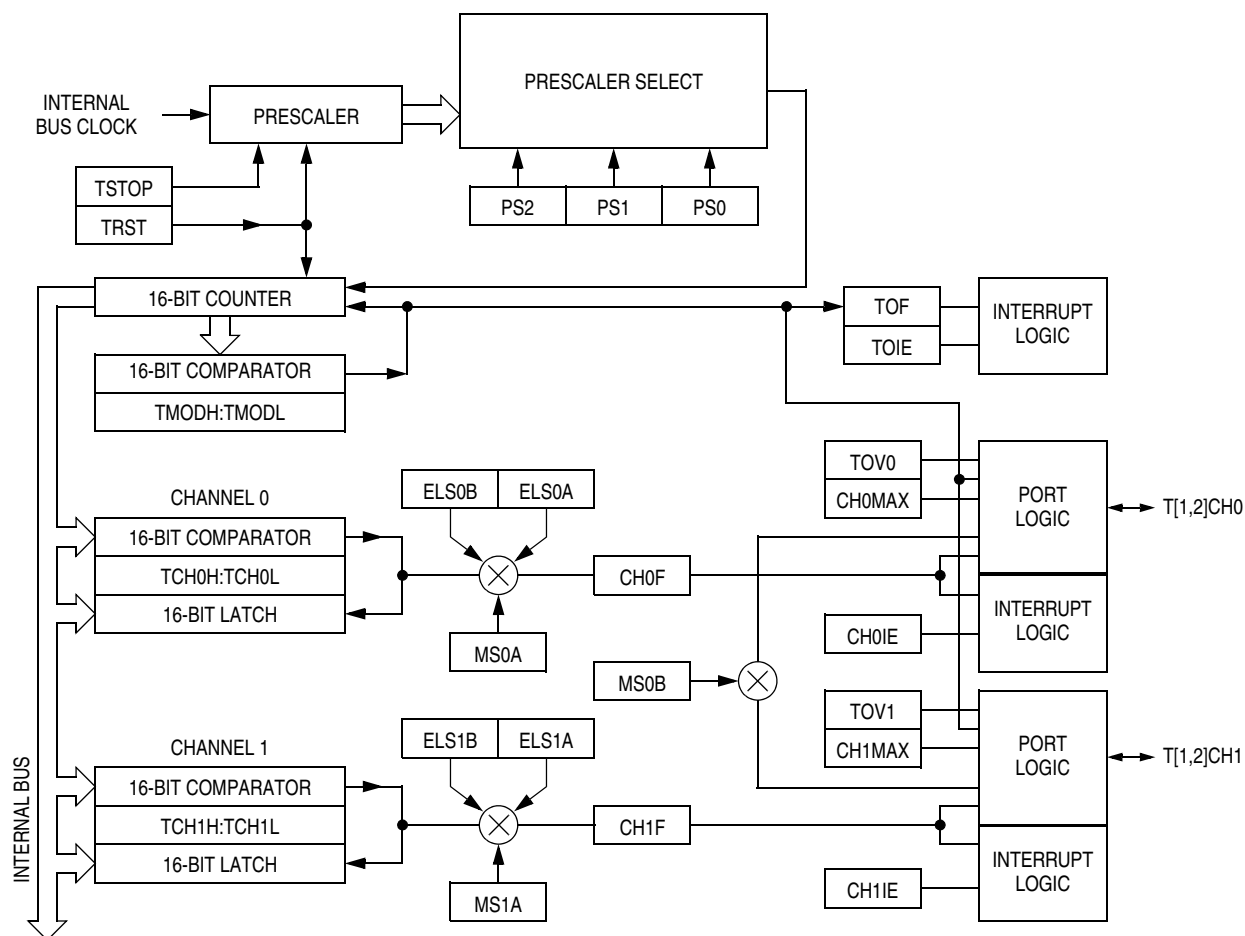 PRESCALER SELECT
INTERNAL
BUS CLOCK
PRESCALER
TSTOP
TRST
PS2
PS1
PS0
16-BIT COUNTER
TOF
TOIE
INTERRUPT
LOGIC
16-BIT COMPARATOR
TMODH:TMODL
TOV0
CH0MAX
PORT
LOGIC
T[1,2]CH0
CHANNEL 0
ELS0B
ELS0A
16-BIT COMPARATOR
TCH0H:TCH0L
16-BIT LATCH
CH0F
MS0A
CH0IE
INTERRUPT
LOGIC
MS0B
TOV1
CH1MAX
PORT
LOGIC
T[1,2]CH1
CHANNEL 1
ELS1B
ELS1A
16-BIT COMPARATOR
TCH1H:TCH1L
16-BIT LATCH
CH1F
MS1A
CH1IE
INTERRUPT
LOGIC
INTERNAL BUS